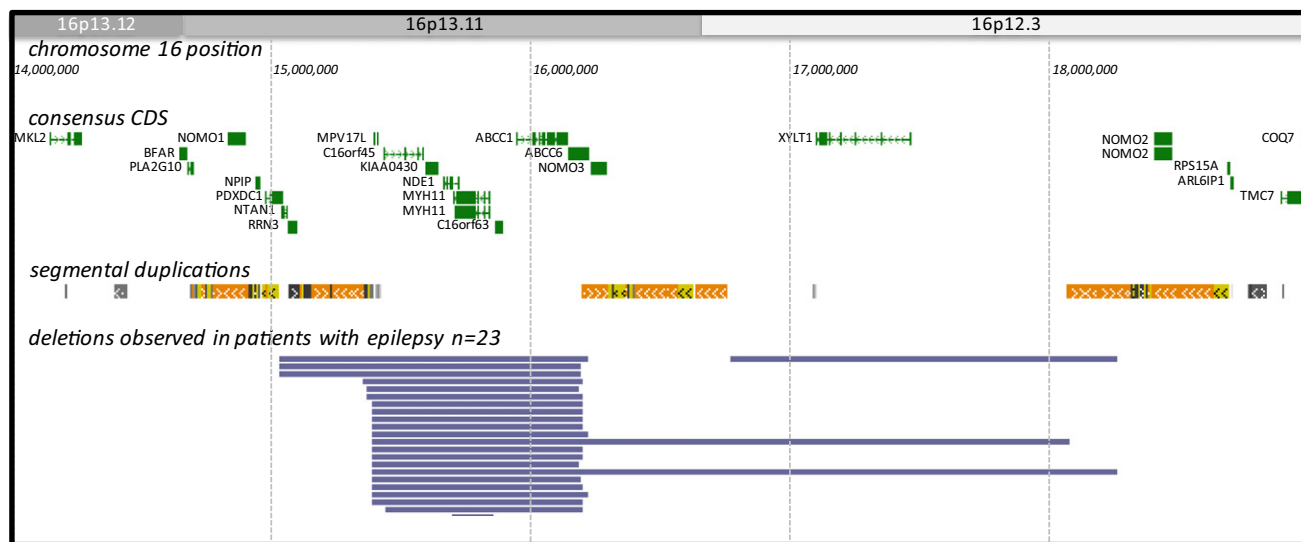 16p13.12 16p13.11 16p12.3
chromosome 16 position
14,000,000 15,000,000 16,000,000 17,000,000 18,000,000
consensus CDS
MKL2 NOMO1 MPV17L ABCC1 XYLT1 NOMO2 COQ7
BFAR C16orf45 ABCC6 NOMO2
PLA2G10 KIAA0430 NOMO3 RPS15A
NPIP NDE1 ARL6IP1
PDXDC1 MYH11 TMC7
NTAN1 MYH11
RRN3 C16orf63
segmental duplications
deletions observed in patients with epilepsy n=23